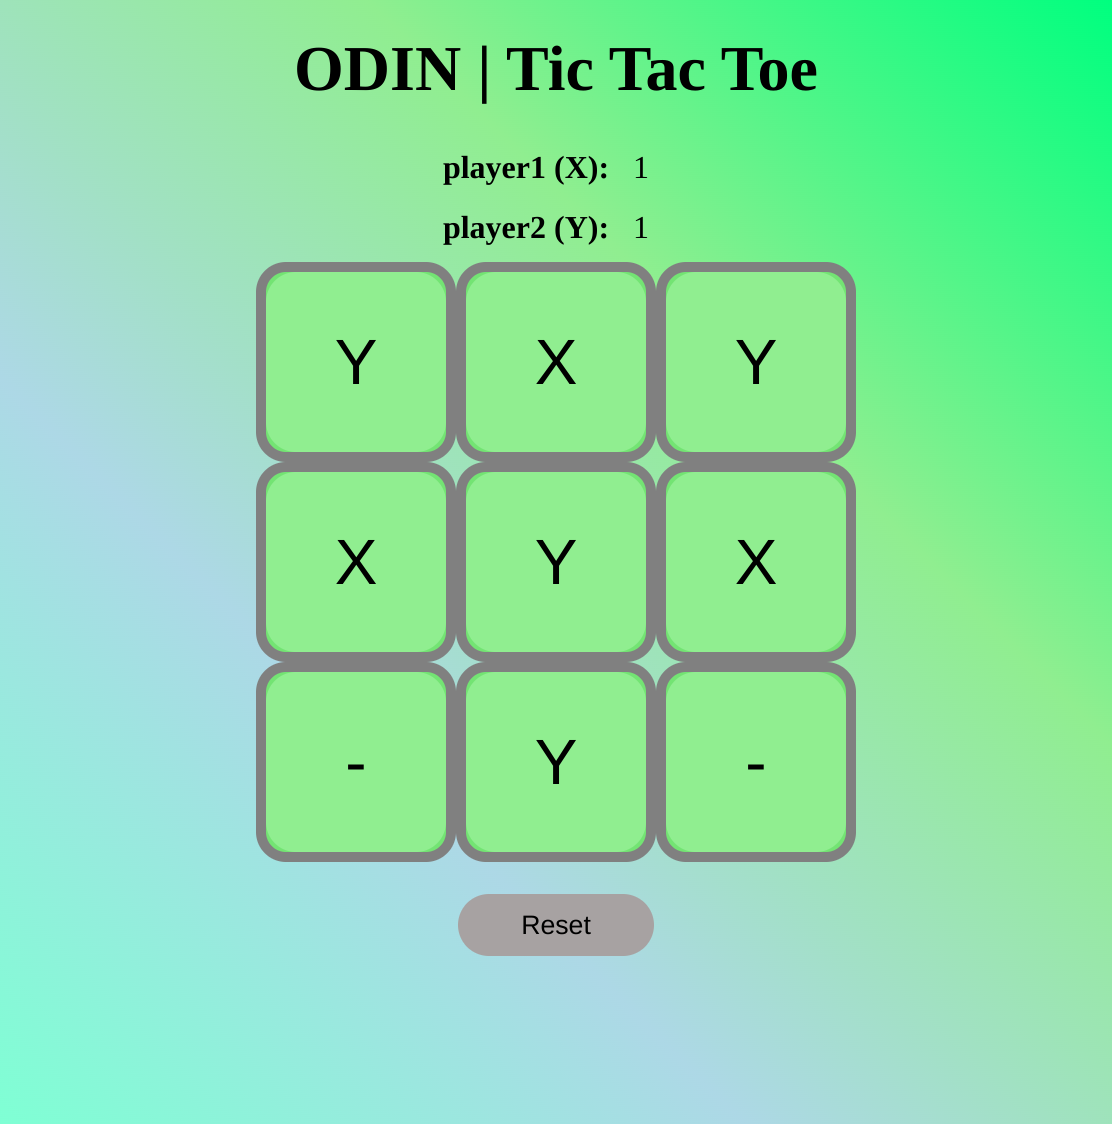 ODIN | Tic Tac Toe
player1 (X): 1
player2 (Y): 1
Y X Y
X Y X
- Y -
Reset